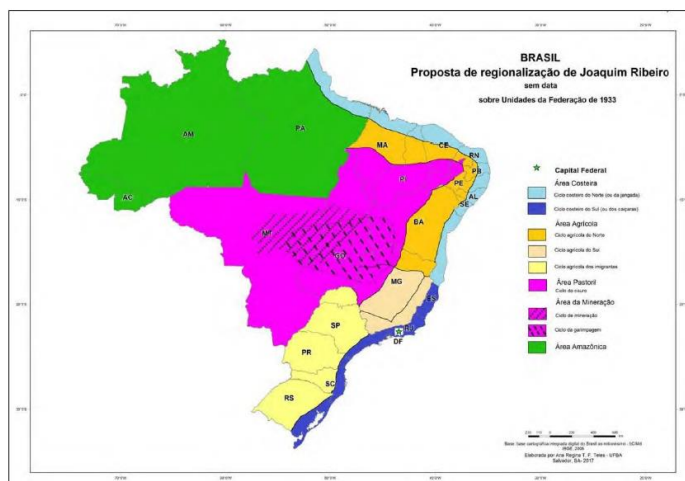 BRASIL
Proposta de regionalização de Joaquim Ribeiro
sem data
sobre Unidades da Federação de 1933
AM
PA
AC
MA
CE
RN
PB
PE
AL
SE
PI
BA
MT
GO
MG
ES
SP
RJ
DF
PR
SC
RS
Capital Federal
Área Costeira
Ciclo costeiro do Norte (ou da jangada)
Ciclo costeiro do Sul (ou dos caiçaras)
Área Agrícola
Ciclo agrícola do Norte
Ciclo agrícola do Sul
Ciclo agrícola dos imigrantes
Área Pastoril
Ciclo do couro
Área da Mineração
Ciclo da mineração
Ciclo da garimpagem
Área Amazônica
Elaborada por Ana Regina T. F. Teles - UFBA
Salvador, BA- 2017